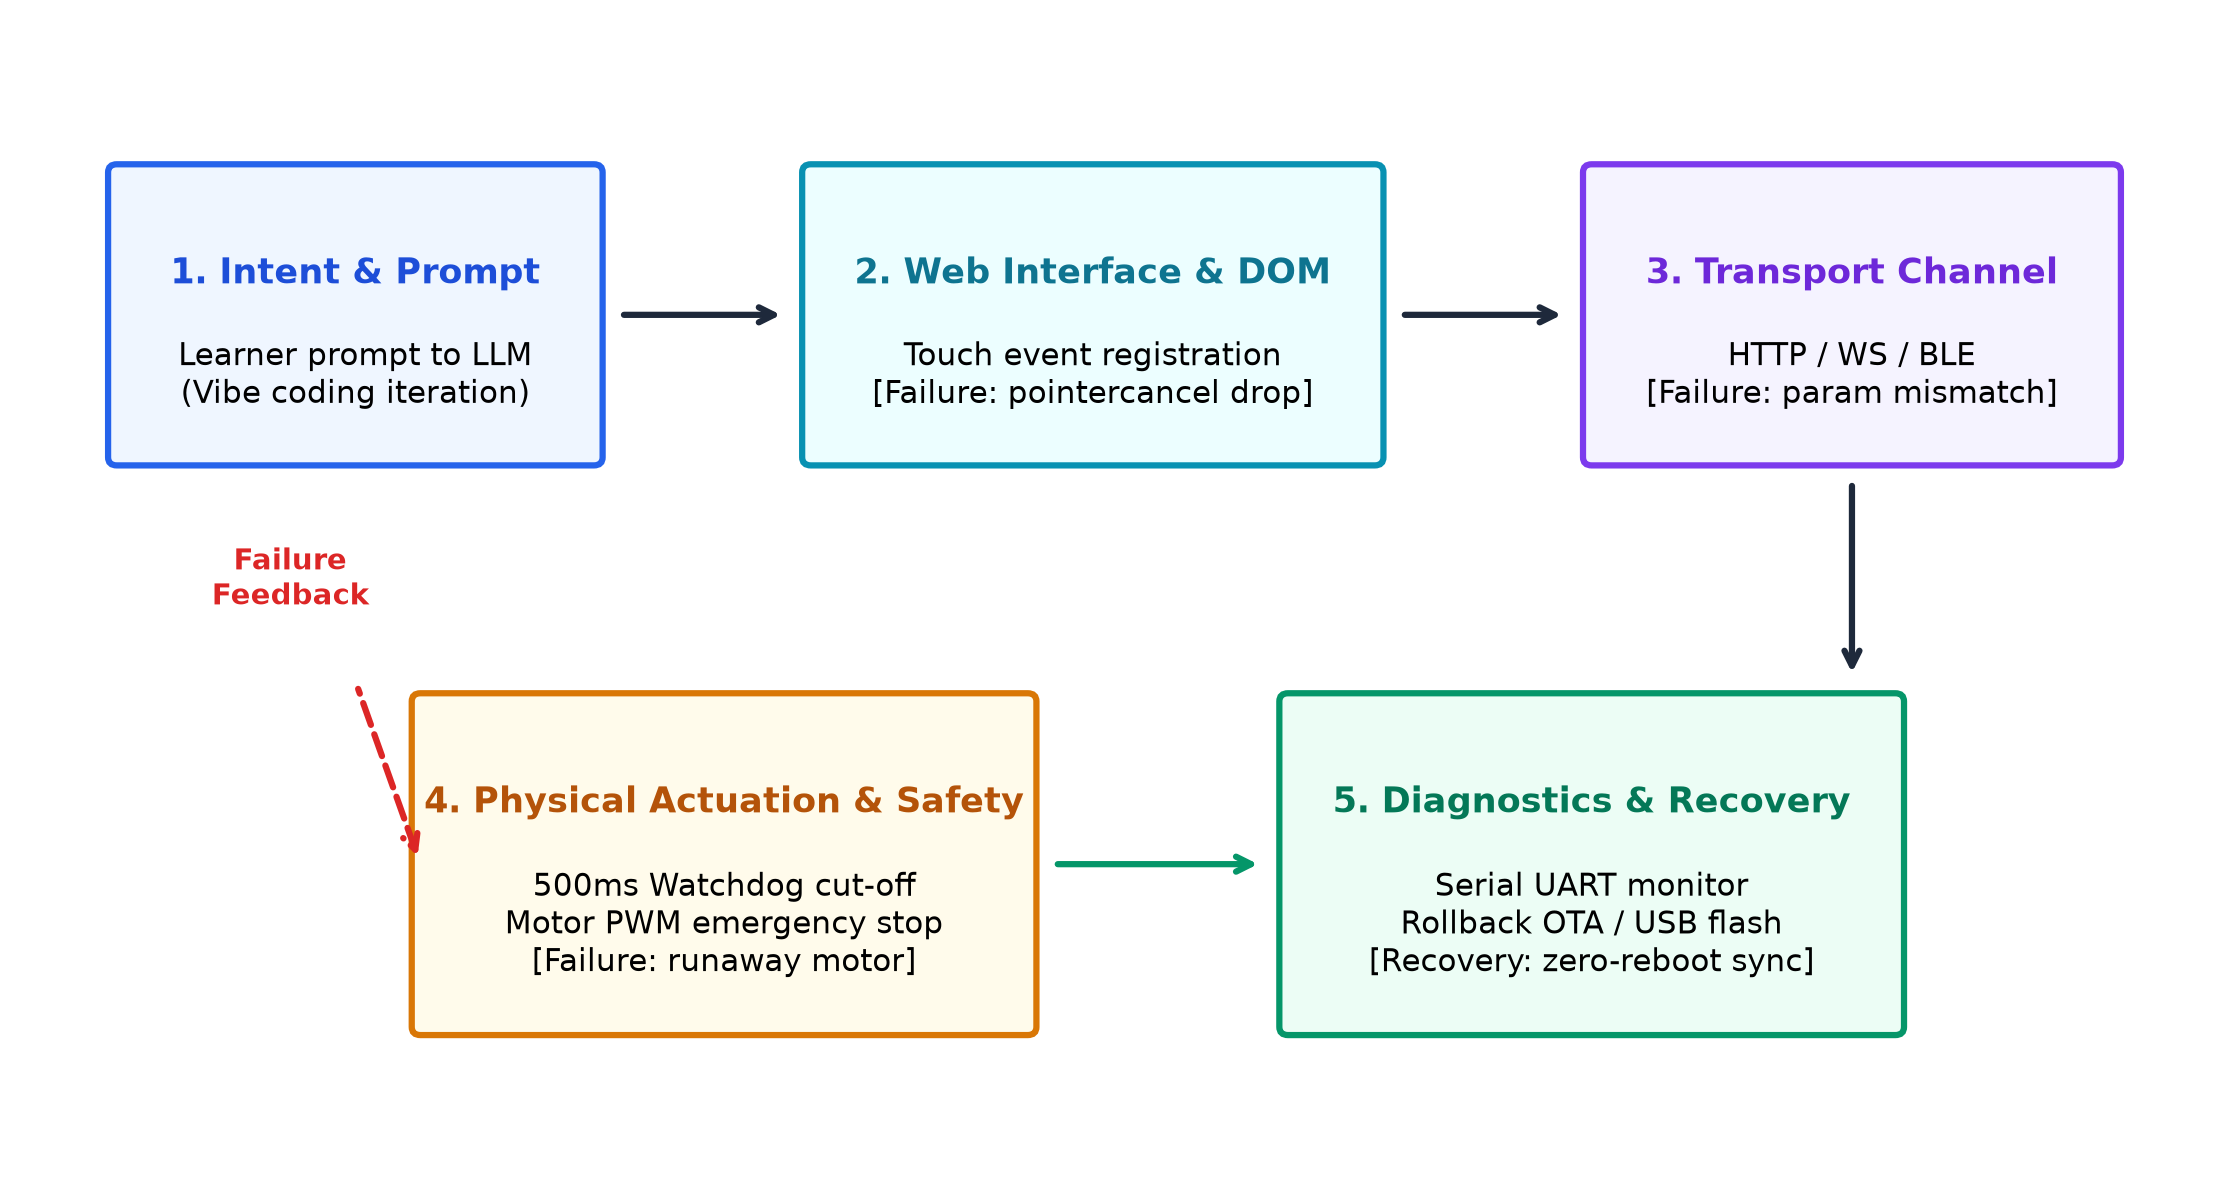 1. Intent & Prompt
Learner prompt to LLM
(Vibe coding iteration)
2. Web Interface & DOM
Touch event registration
[Failure: pointercancel drop]
3. Transport Channel
HTTP / WS / BLE
[Failure: param mismatch]
Failure
Feedback
4. Physical Actuation & Safety
500ms Watchdog cut-off
Motor PWM emergency stop
[Failure: runaway motor]
5. Diagnostics & Recovery
Serial UART monitor
Rollback OTA / USB flash
[Recovery: zero-reboot sync]